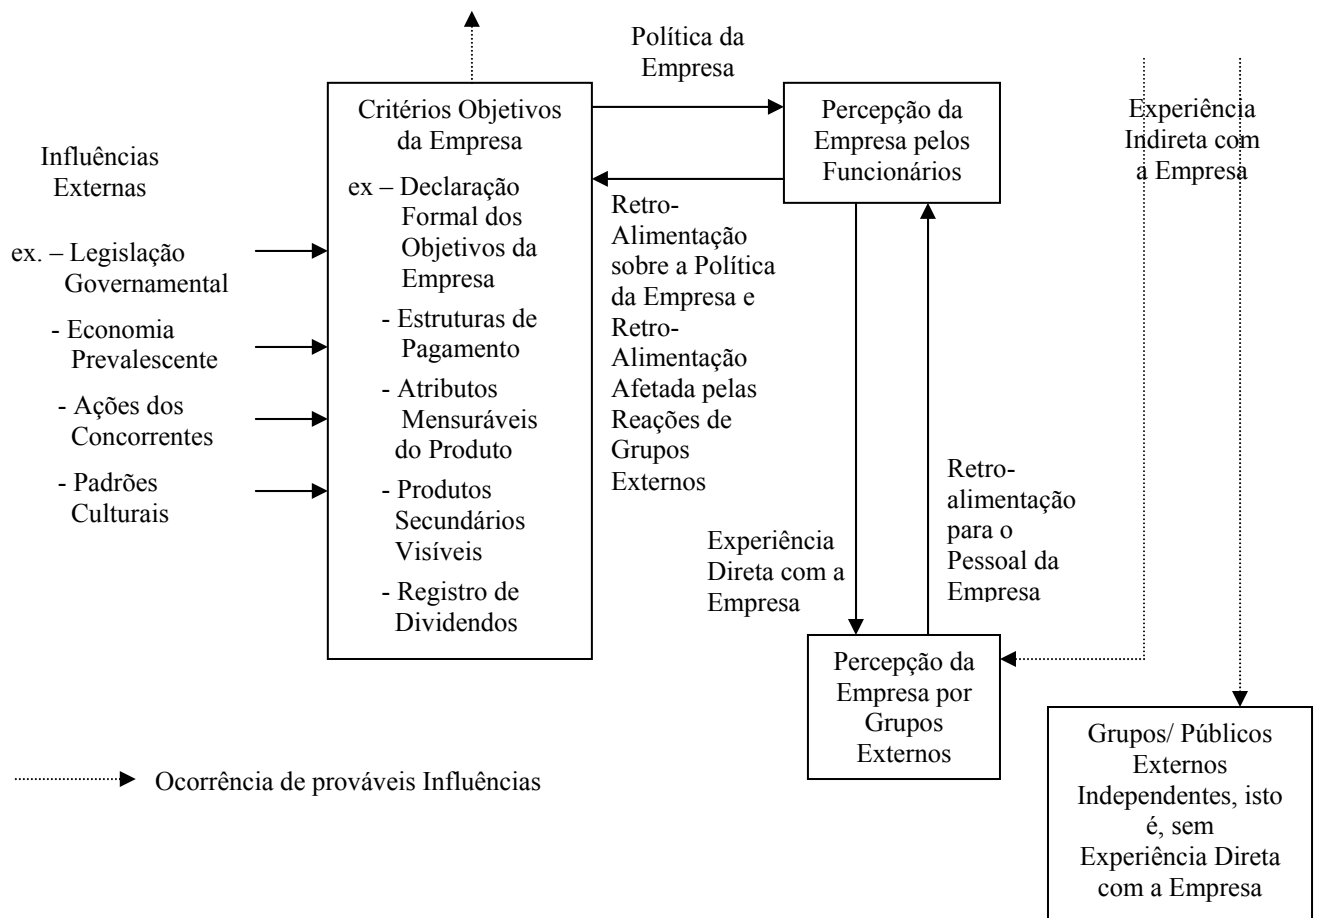 Influências
Externas
ex. – Legislação
Governamental
- Economia
Prevalescente
- Ações dos
Concorrentes
- Padrões
Culturais
Critérios Objetivos
da Empresa
ex – Declaração
Formal dos
Objetivos da
Empresa
- Estruturas de
Pagamento
- Atributos
Mensuráveis
do Produto
- Produtos
Secundários
Visíveis
- Registro de
Dividendos
Política da
Empresa
Retro-
Alimentação
sobre a Política
da Empresa e
Retro-
Alimentação
Afetada pelas
Reações de
Grupos
Externos
Percepção da
Empresa pelos
Funcionários
Experiência
Direta com a
Empresa
Retro-
alimentação
para o
Pessoal da
Empresa
Percepção da
Empresa por
Grupos
Externos
Experiência
Indireta com
a Empresa
Grupos/ Públicos
Externos
Independentes, isto
é, sem
Experiência Direta
com a Empresa
Ocorrência de prováveis Influências